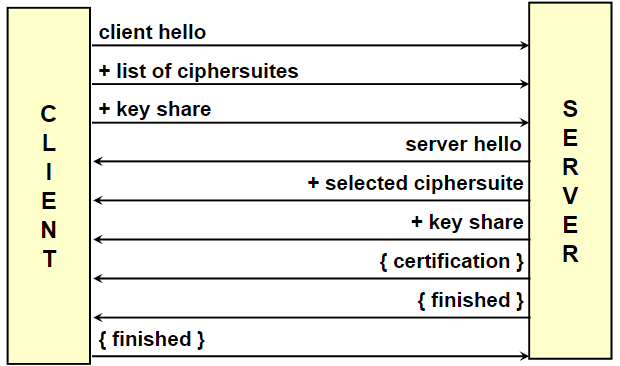 client hello
+ list of ciphersuites
+ key share
server hello
+ selected ciphersuite
+ key share
{ certification }
{ finished }
{ finished }
CLIENT
SERVER